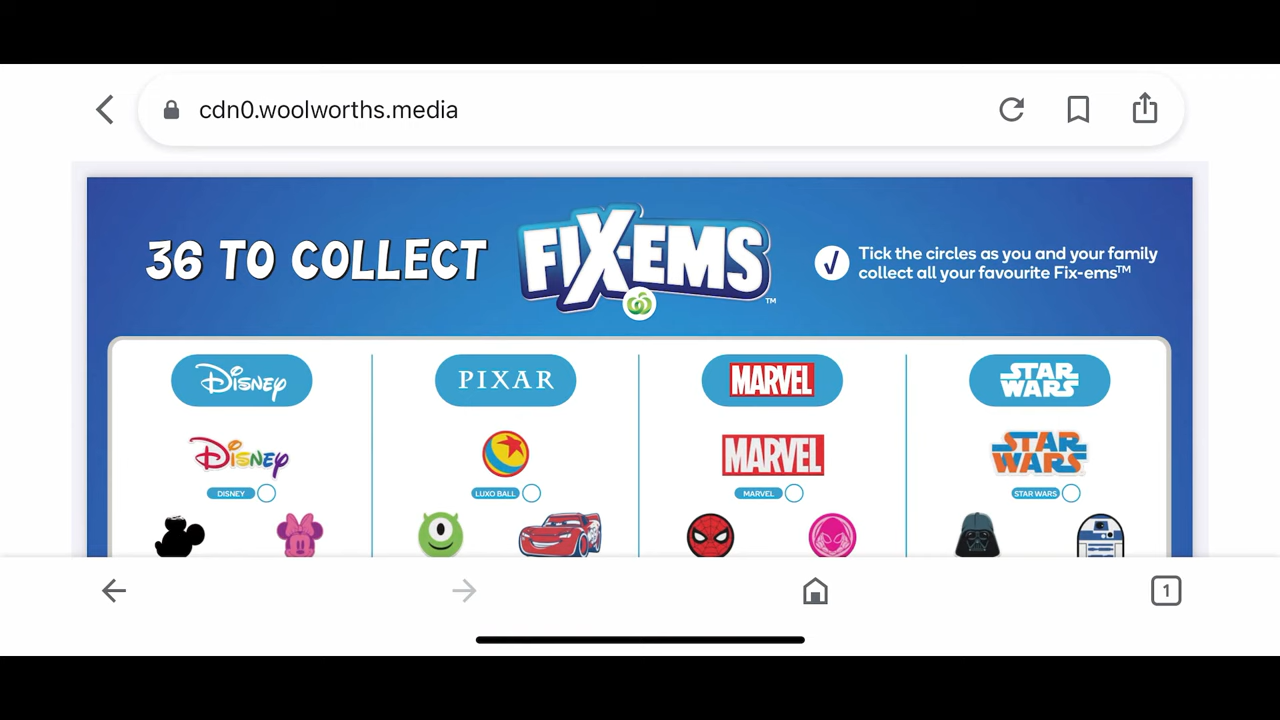 cdn0.woolworths.media
36 TO COLLECT
FIX-EMS
TM
Tick the circles as you and your family
collect all your favourite Fix-ems™
DISNEY
PIXAR
MARVEL
STAR WARS
DISNEY
MARVEL
STAR WARS
DISNEY
LUXO BALL
MARVEL
STAR WARS
1